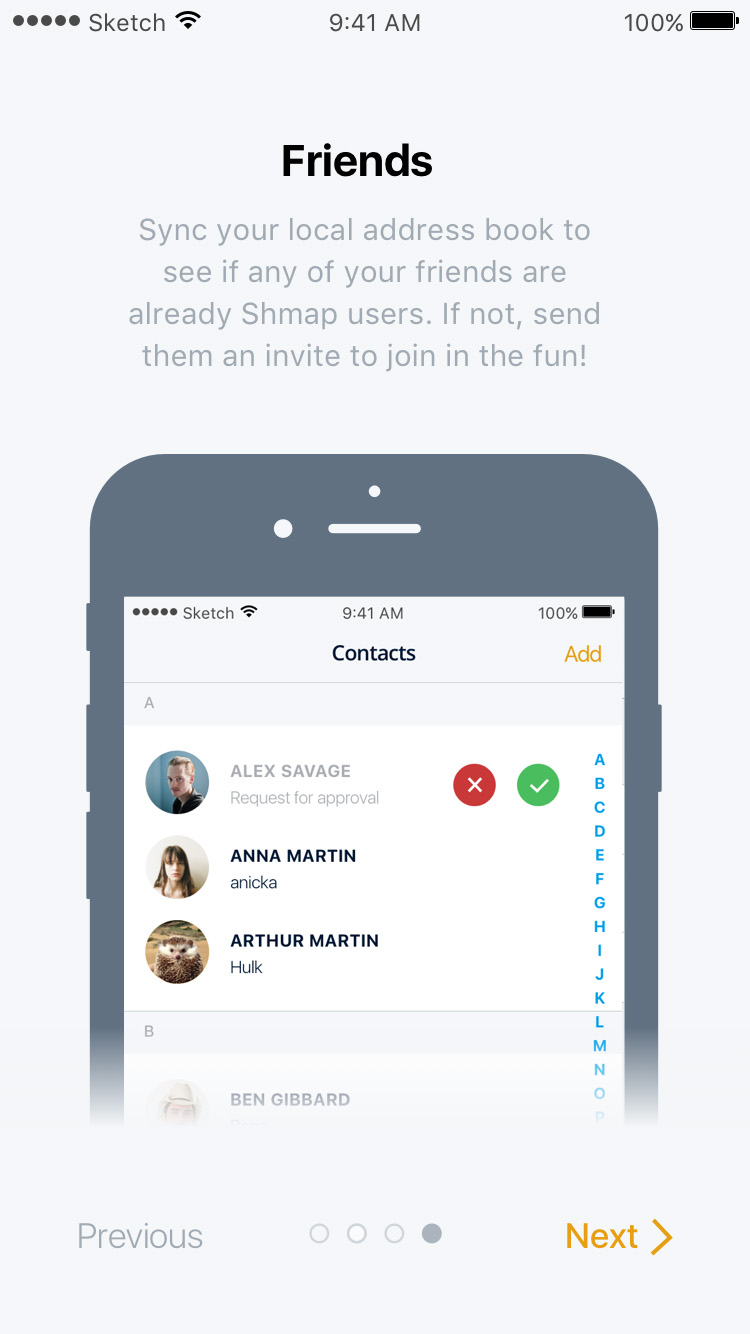 Sketch 9:41 AM 100%
Friends
Sync your local address book to
see if any of your friends are
already Shmap users. If not, send
them an invite to join in the fun!
Sketch 9:41 AM 100%
Contacts Add
A
ALEX SAVAGE
Request for approval
ANNA MARTIN
anicka
ARTHUR MARTIN
Hulk
B
BEN GIBBARD
A
B
C
D
E
F
G
H
I
J
K
L
M
N
O
P
Previous Next